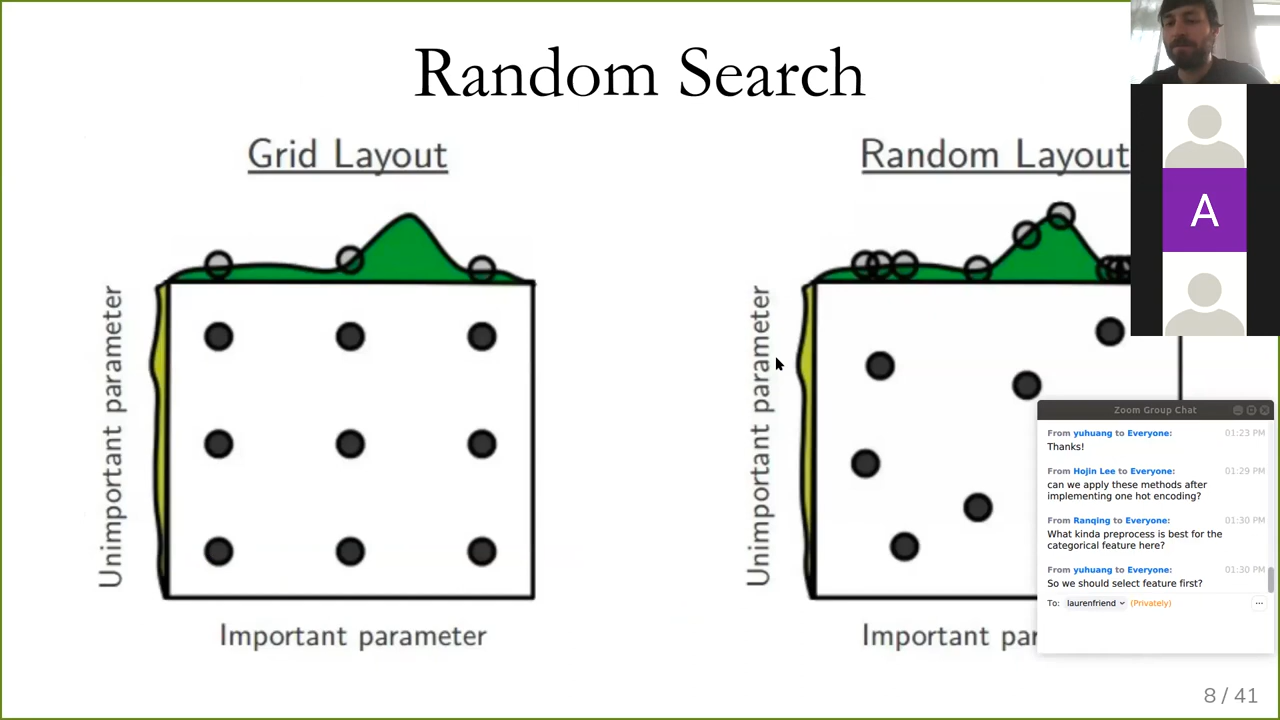 Random Search
Grid Layout
Random Layout
Unimportant parameter
Unimportant parameter
Important parameter
Important par
A
Zoom Group Chat
From yuhuang to Everyone: 01:23 PM
Thanks!
From Hojin Lee to Everyone: 01:29 PM
can we apply these methods after
implementing one hot encoding?
From Ranqing to Everyone: 01:30 PM
What kinda preprocess is best for the
categorical feature here?
From yuhuang to Everyone: 01:30 PM
So we should select feature first?
To: laurenfriend (Privately) ...
8 / 41